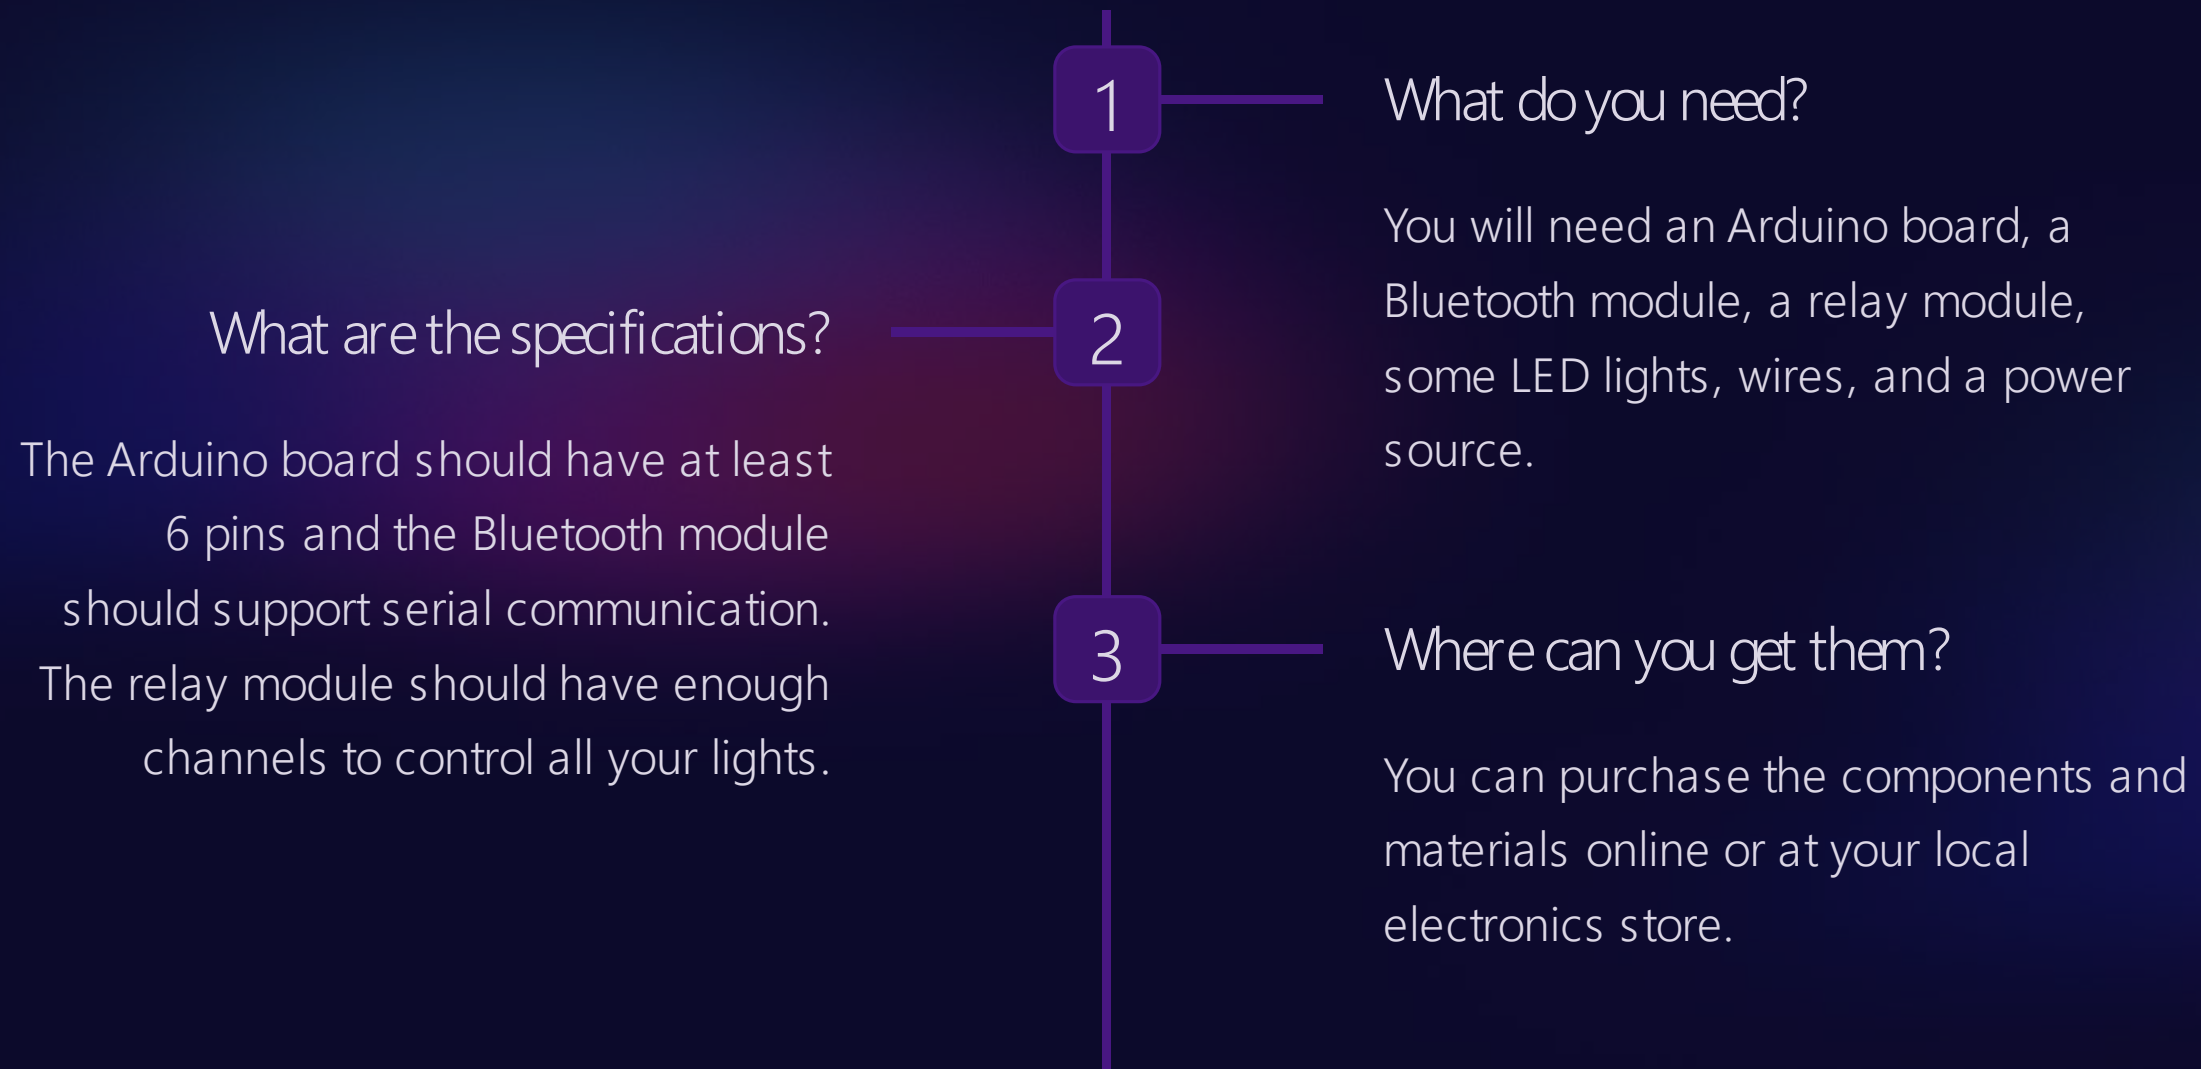 1
What do you need?
You will need an Arduino board, a
Bluetooth module, a relay module,
some LED lights, wires, and a power
source.
2
What are the specifications?
The Arduino board should have at least
6 pins and the Bluetooth module
should support serial communication.
The relay module should have enough
channels to control all your lights.
3
Where can you get them?
You can purchase the components and
materials online or at your local
electronics store.